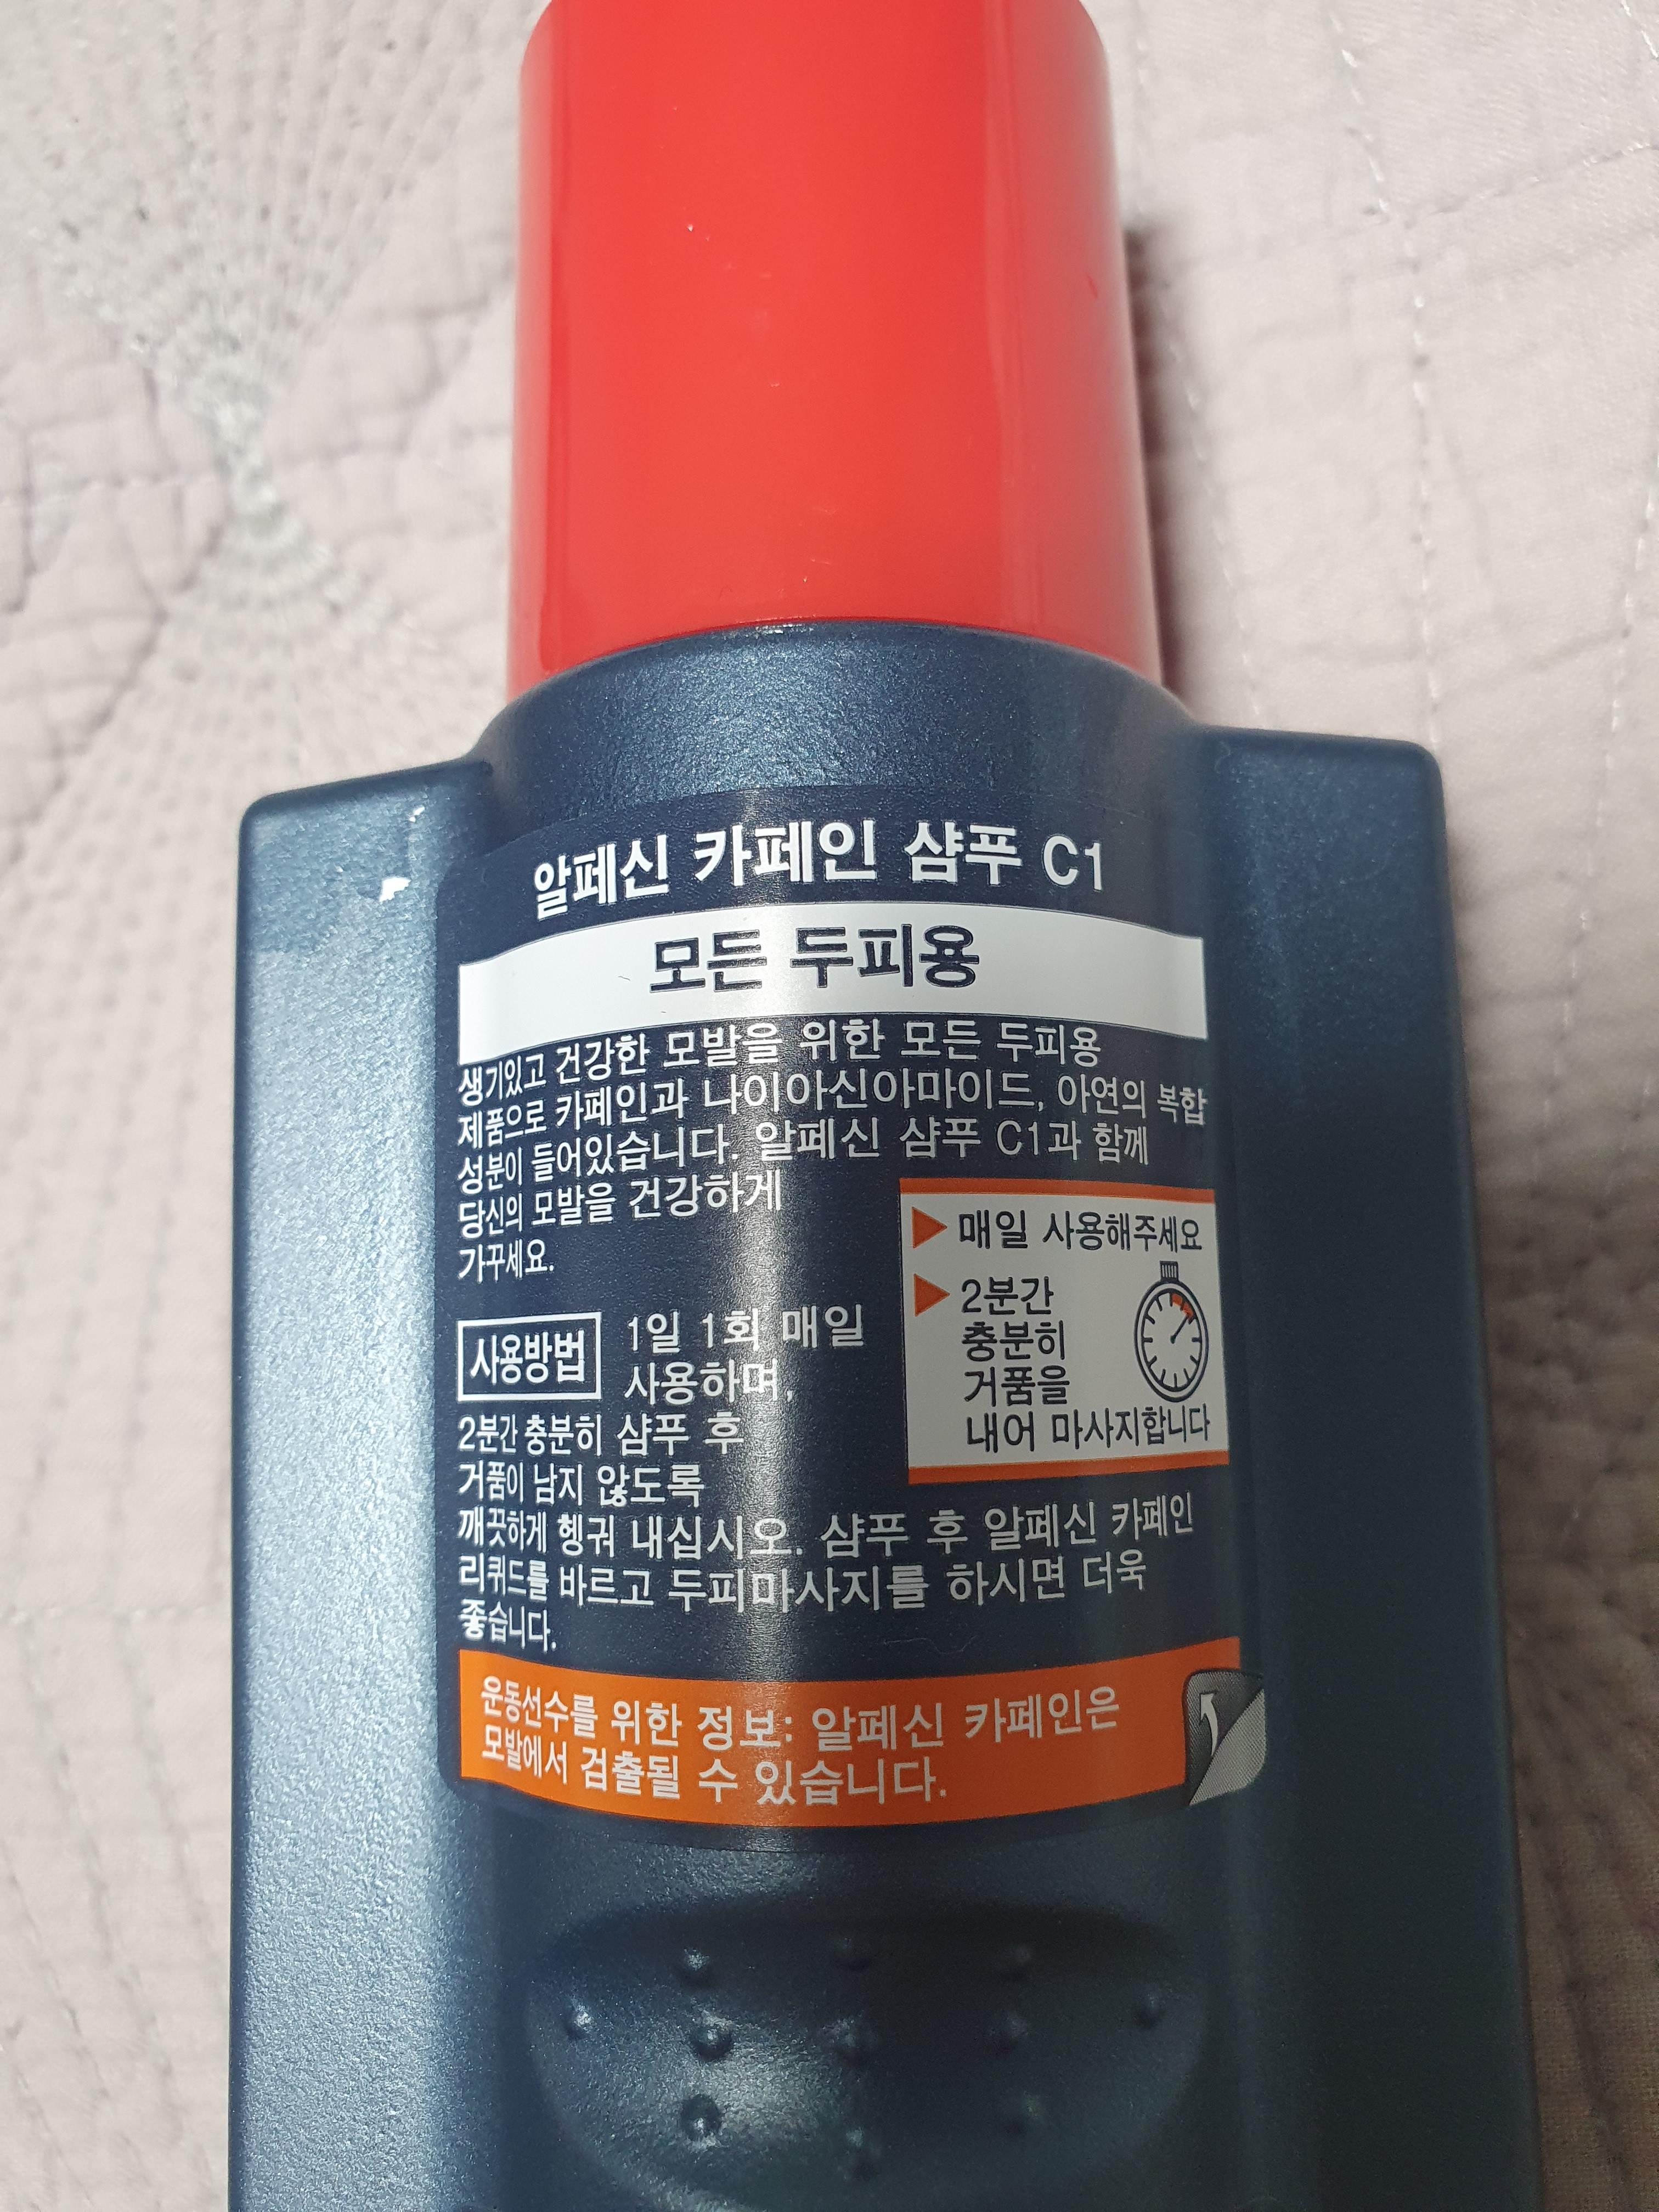 알페신 카페인 샴푸 C1
모든 두피용
생기있고 건강한 모발을 위한 모든 두피용
제품으로 카페인과 나이아신아마이드, 아연의 복합
성분이 들어있습니다. 알페신 샴푸 C1과 함께
당신의 모발을 건강하게
가꾸세요.
매일 사용해주세요
2분간
충분히
거품을
내어 마사지합니다
사용방법 1일 1회 매일
사용하며,
2분간 충분히 샴푸 후
거품이 남지 않도록
깨끗하게 헹궈 내십시오. 샴푸 후 알페신 카페인
리퀴드를 바르고 두피마사지를 하시면 더욱
좋습니다.
운동선수를 위한 정보: 알페신 카페인은
모발에서 검출될 수 있습니다.